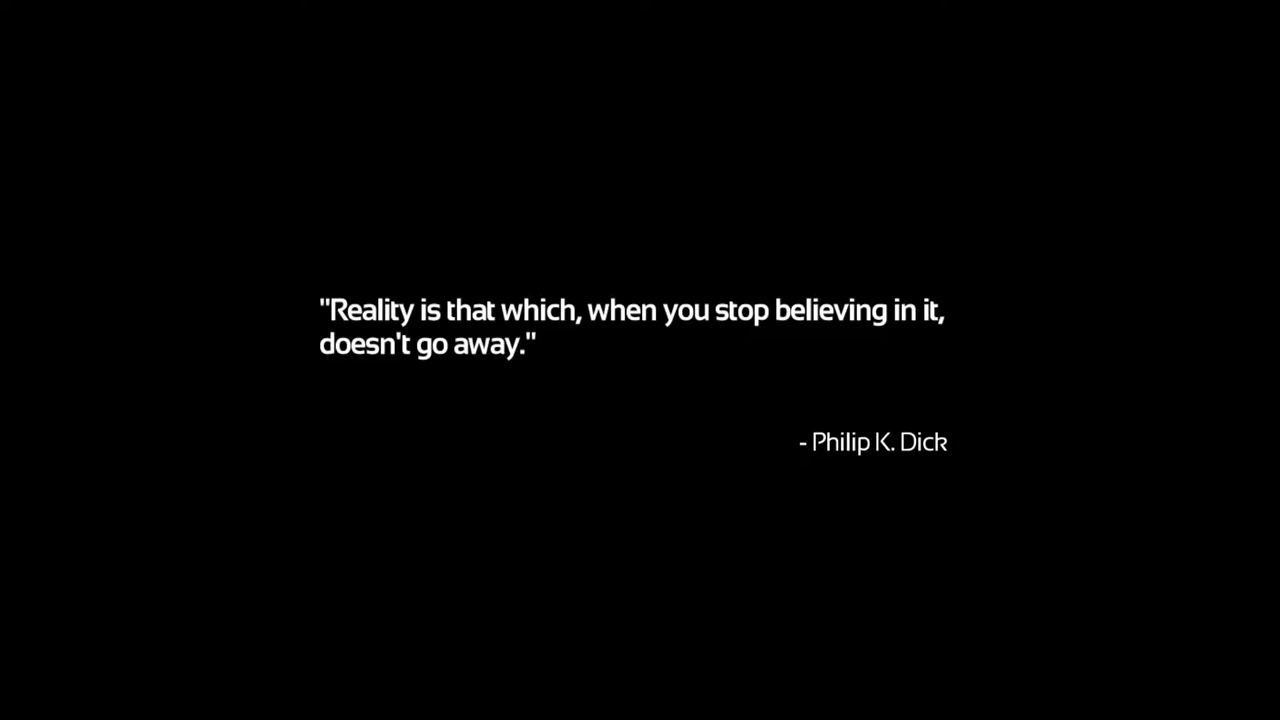 "Reality is that which, when you stop believing in it,
doesn't go away."
- Philip K. Dick